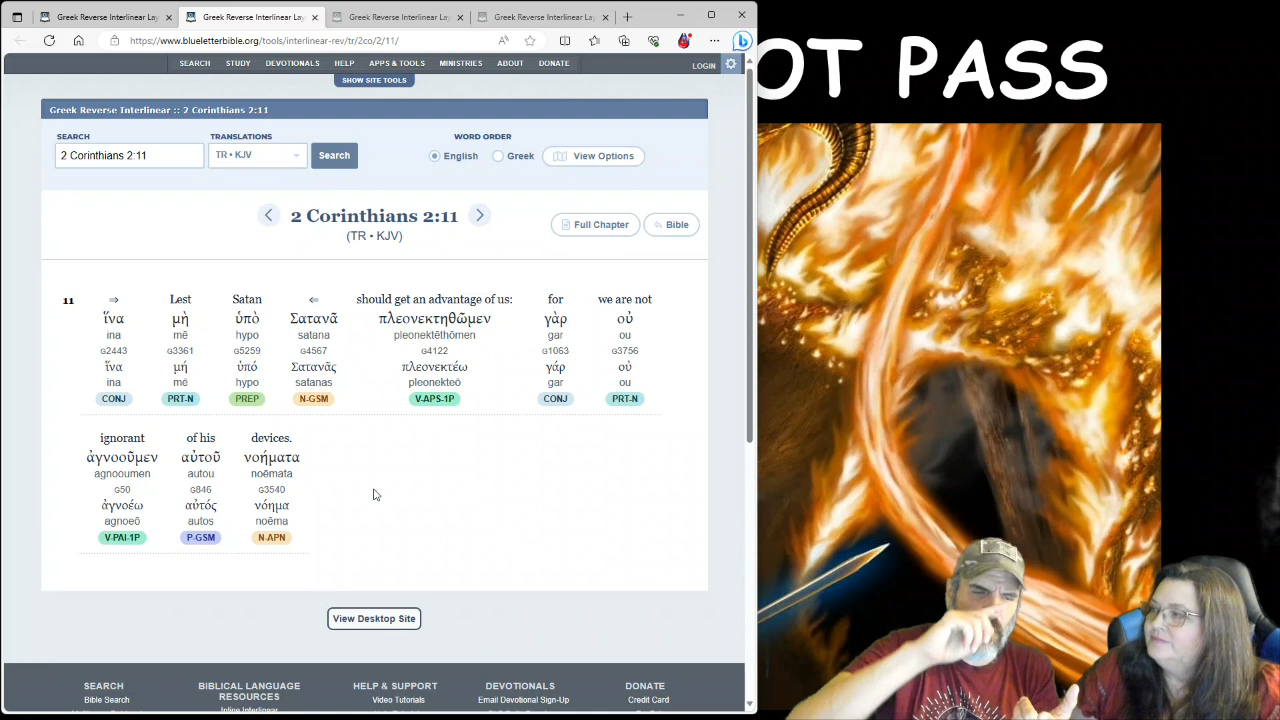 Greek Reverse Interlinear Lay
Greek Reverse Interlinear Lay
Greek Reverse Interlinear Lay
Greek Reverse Interlinear Lay
https://www.blueletterbible.org/tools/interlinear-rev/tr/2co/2/11/
SEARCH STUDY DEVOTIONALS HELP APPS & TOOLS MINISTRIES ABOUT DONATE LOGIN
SHOW SITE TOOLS
Greek Reverse Interlinear :: 2 Corinthians 2:11
SEARCH TRANSLATIONS WORD ORDER
2 Corinthians 2:11 TR • KJV Search English Greek View Options
2 Corinthians 2:11
(TR • KJV)
Full Chapter Bible
11 ⇒ Lest Satan ⇐ should get an advantage of us: for we are not
ἵνα μὴ ὑπὸ Σατανᾶ πλεονεκτηθῶμεν γὰρ οὐ
ina mē hypo satana pleonektēthōmen gar ou
G2443 G3361 G5259 G4567 G4122 G1063 G3756
ἵνα μή ὑπό Σατανᾶς πλεονεκτέω γάρ οὐ
ina mē hypo satanas pleonekteō gar ou
CONJ PRT-N PREP N-GSM V-APS-1P CONJ PRT-N
ignorant of his devices.
ἀγνοοῦμεν αὐτοῦ νοήματα
agnooumen autou noēmata
G50 G846 G3540
ἀγνοέω αὐτός νόημα
agnoeō autos noēma
V-PAI-1P P-GSM N-APN
View Desktop Site
SEARCH BIBLICAL LANGUAGE RESOURCES HELP & SUPPORT DEVOTIONALS DONATE
Bible Search Video Tutorials Email Devotional Sign-Up Credit Card
Inline Interlinear
OT PASS